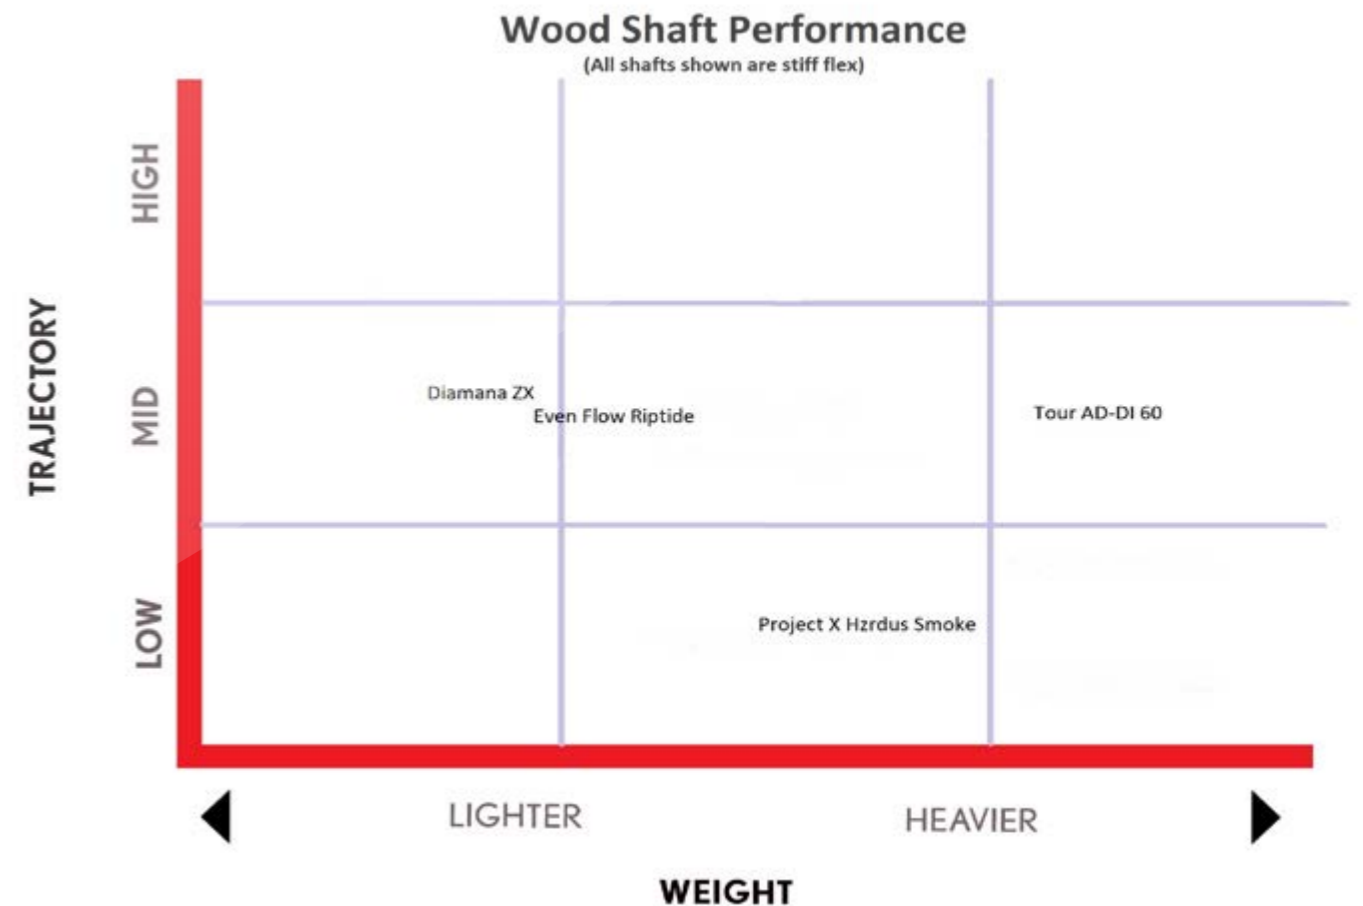 Wood Shaft Performance
(All shafts shown are stiff flex)
HIGH
TRAJECTORY
MID
LOW
Diamana ZX
Even Flow Riptide
Tour AD-DI 60
Project X Hzrdus Smoke
LIGHTER
HEAVIER
WEIGHT